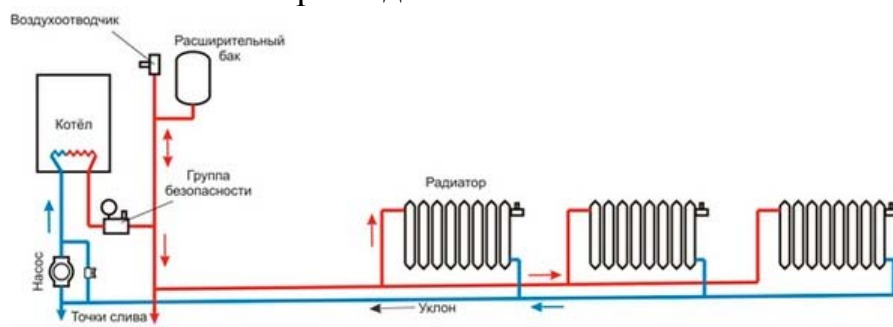 Воздухоотводчик
Расширительный
бак
Котёл
Группа
безопасности
Радиатор
Насос
Точки слива
Уклон